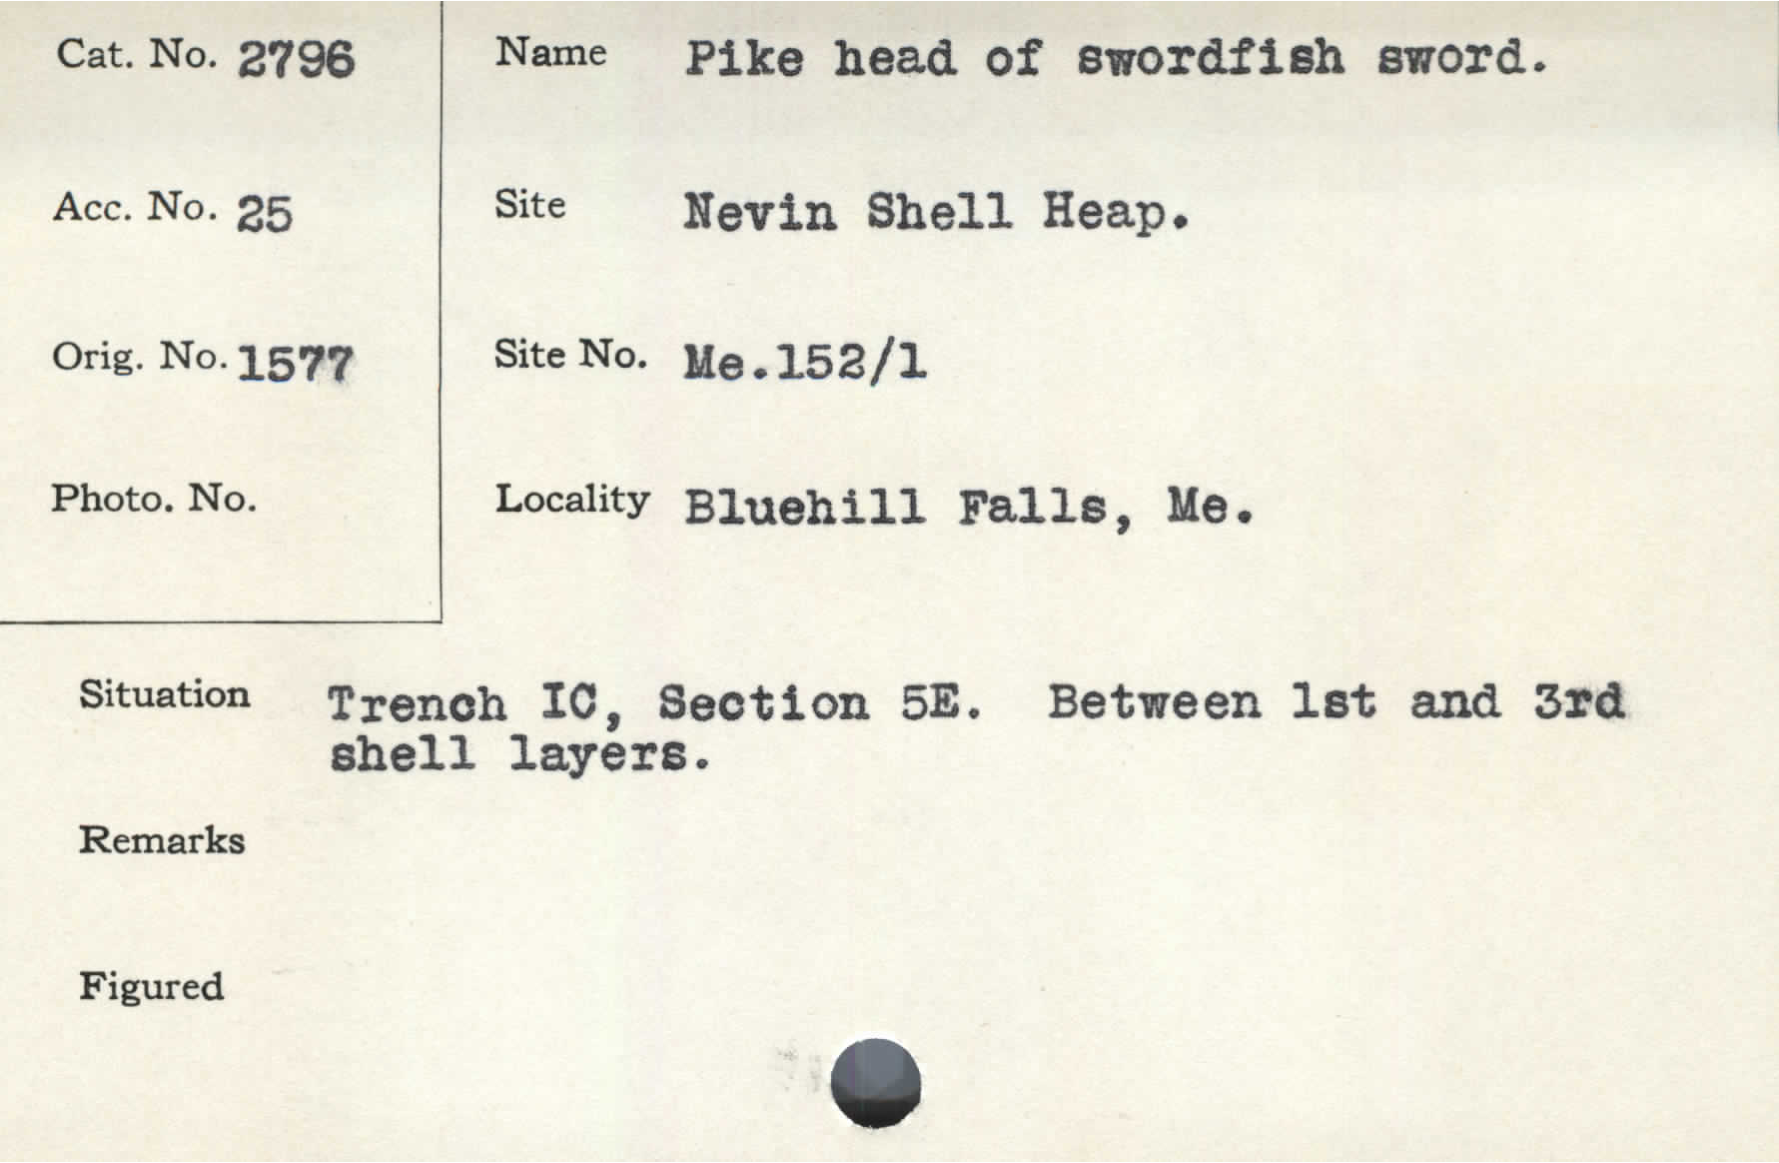 Cat. No. 2796
Name Pike head of swordfish sword.
Acc. No. 25
Site Nevin Shell Heap.
Orig. No. 1577
Site No. Me.152/1
Photo. No.
Locality Bluehill Falls, Me.
Situation Trench IC, Section 5E. Between 1st and 3rd
shell layers.
Remarks
Figured